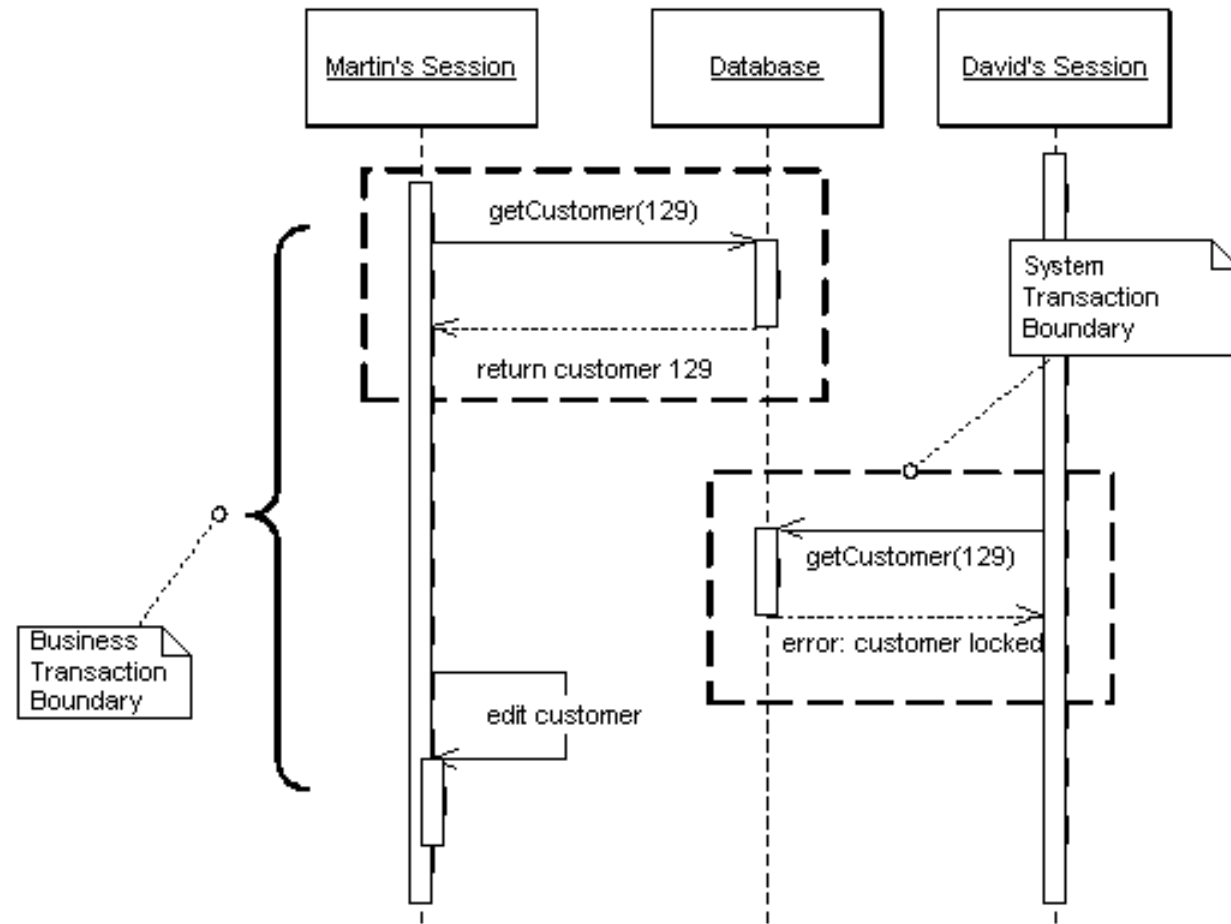 Martin's Session
Database
David's Session
getCustomer(129)
return customer 129
System
Transaction
Boundary
getCustomer(129)
error: customer locked
Business
Transaction
Boundary
edit customer